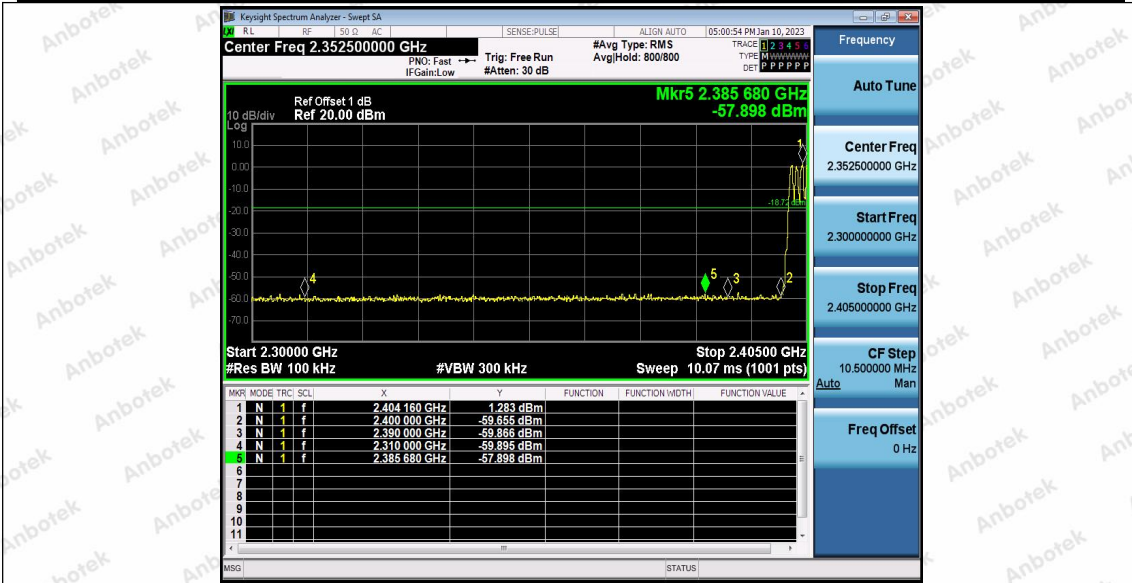 Keysight Spectrum Analyzer - Swept SA
RL RF 50 Ω AC SENSE:PULSE ALIGN AUTO 05:00:54 PM Jan 10, 2023
Center Freq 2.352500000 GHz
PNO: Fast
IFGain:Low
Trig: Free Run
#Atten: 30 dB
#Avg Type: RMS
Avg|Hold: 800/800
TRACE 1 2 3 4 5 6
TYPE M W W W W W
DET P P P P P P
Ref Offset 1 dB
10 dB/div Ref 20.00 dBm
Log
Mkr5 2.385 680 GHz
-57.898 dBm
10.0
0.00
-10.0
-20.0
-30.0
-40.0
-50.0
-60.0
-70.0
1
-18.72 dBm
4
5
3
2
Start 2.30000 GHz Stop 2.40500 GHz
#Res BW 100 kHz #VBW 300 kHz Sweep 10.07 ms (1001 pts)
MKR MODE TRC SCL X Y FUNCTION FUNCTION WIDTH FUNCTION VALUE
1 N 1 f 2.404 160 GHz 1.283 dBm
2 N 1 f 2.400 000 GHz -59.655 dBm
3 N 1 f 2.390 000 GHz -59.866 dBm
4 N 1 f 2.310 000 GHz -59.895 dBm
5 N 1 f 2.385 680 GHz -57.898 dBm
6
7
8
9
10
11
MSG STATUS
Frequency
Auto Tune
Center Freq
2.352500000 GHz
Start Freq
2.300000000 GHz
Stop Freq
2.405000000 GHz
CF Step
10.500000 MHz
Auto Man
Freq Offset
0 Hz
Anbotek